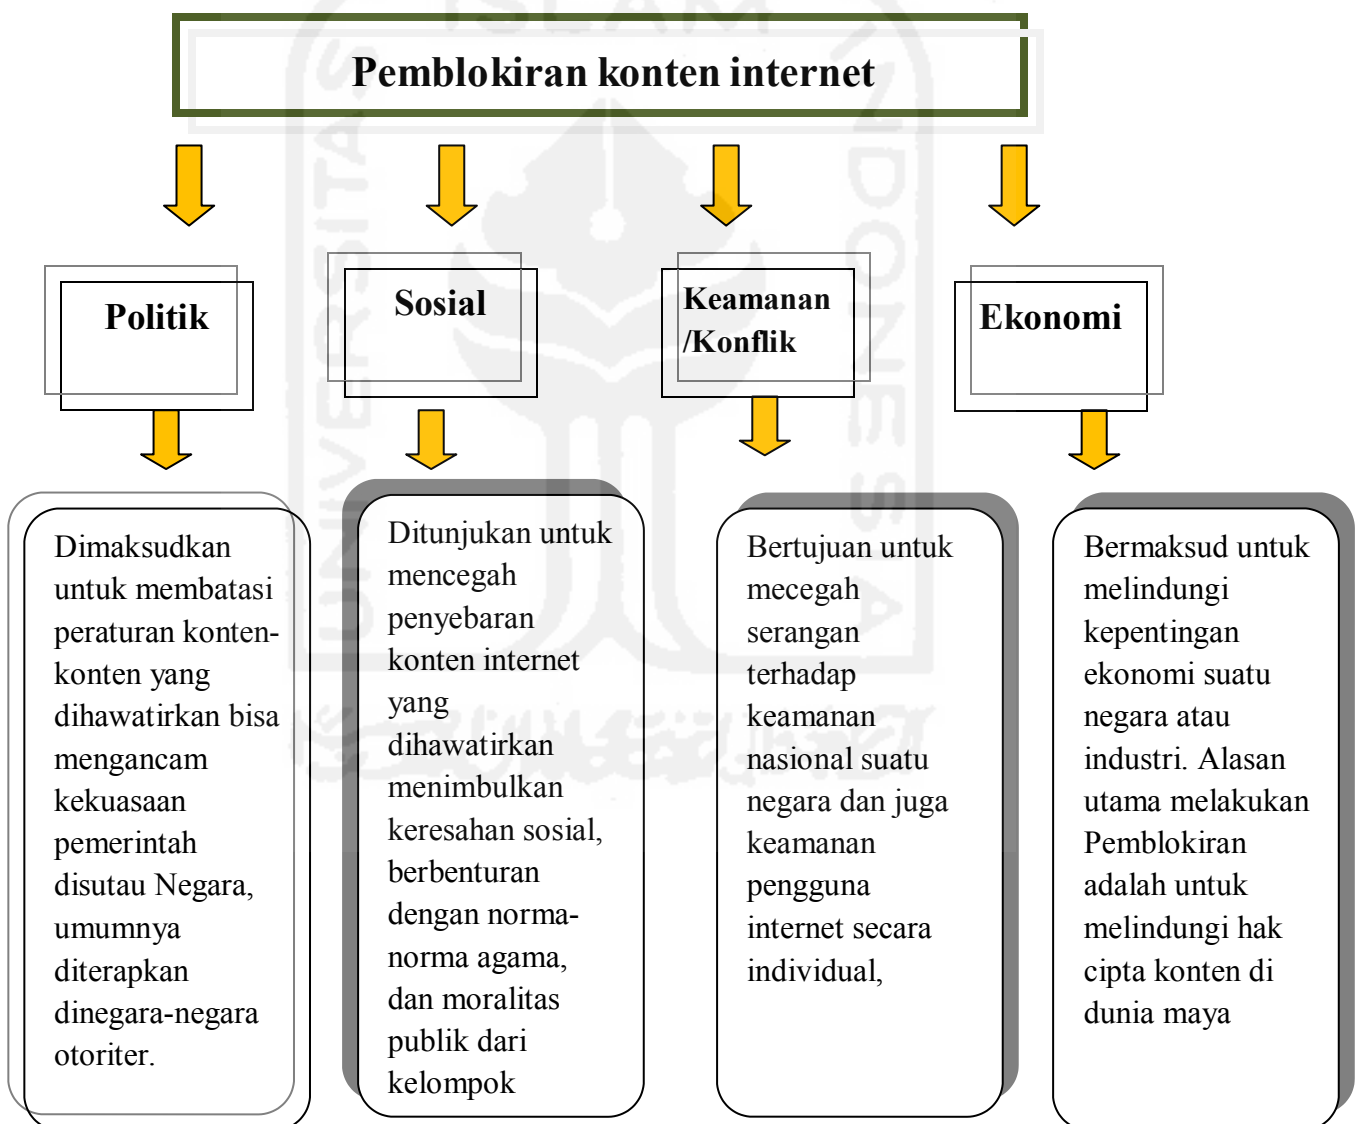 Pemblokiran konten internet
Politik
Sosial
Keamanan
/Konflik
Ekonomi
Dimaksudkan
untuk membatasi
peraturan konten-
konten yang
dihawatirkan bisa
mengancam
kekuasaan
pemerintah
disutau Negara,
umumnya
diterapkan
dinegara-negara
otoriter.
Ditunjukan untuk
mencegah
penyebaran
konten internet
yang
dihawatirkan
menimbulkan
keresahan sosial,
berbenturan
dengan norma-
norma agama,
dan moralitas
publik dari
kelompok
Bertujuan untuk
mecegah
serangan
terhadap
keamanan
nasional suatu
negara dan juga
keamanan
pengguna
internet secara
individual,
Bermaksud untuk
melindungi
kepentingan
ekonomi suatu
negara atau
industri. Alasan
utama melakukan
Pemblokiran
adalah untuk
melindungi hak
cipta konten di
dunia maya
UNIVERSITAS
ISLAM
INDONESIA